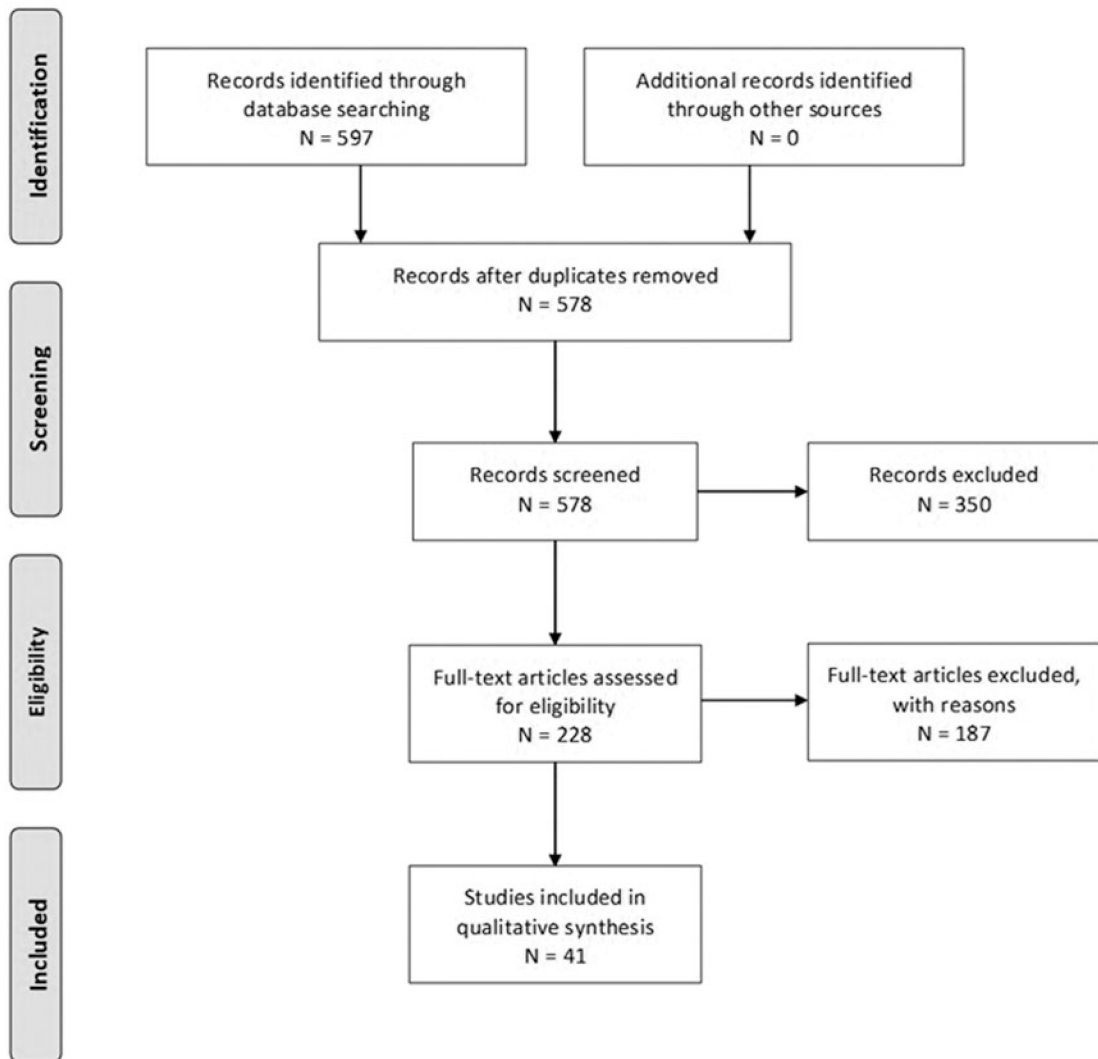 Identification
Records identified through
database searching
N = 597
Additional records identified
through other sources
N = 0
Records after duplicates removed
N = 578
Screening
Records screened
N = 578
Records excluded
N = 350
Eligibility
Full-text articles assessed
for eligibility
N = 228
Full-text articles excluded,
with reasons
N = 187
Included
Studies included in
qualitative synthesis
N = 41